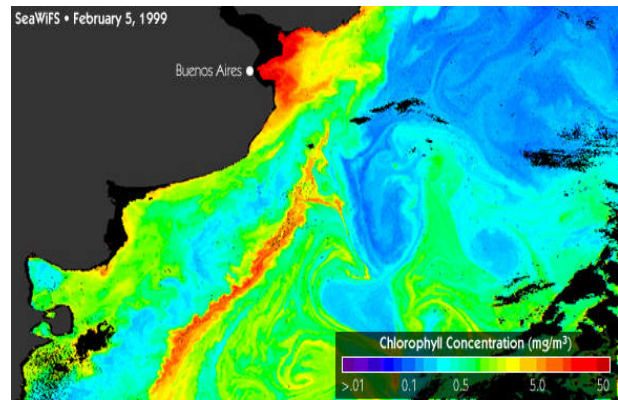 SeaWiFS • February 5, 1999
Buenos Aires
Chlorophyll Concentration (mg/m³)
>.01 0.1 0.5 5.0 50